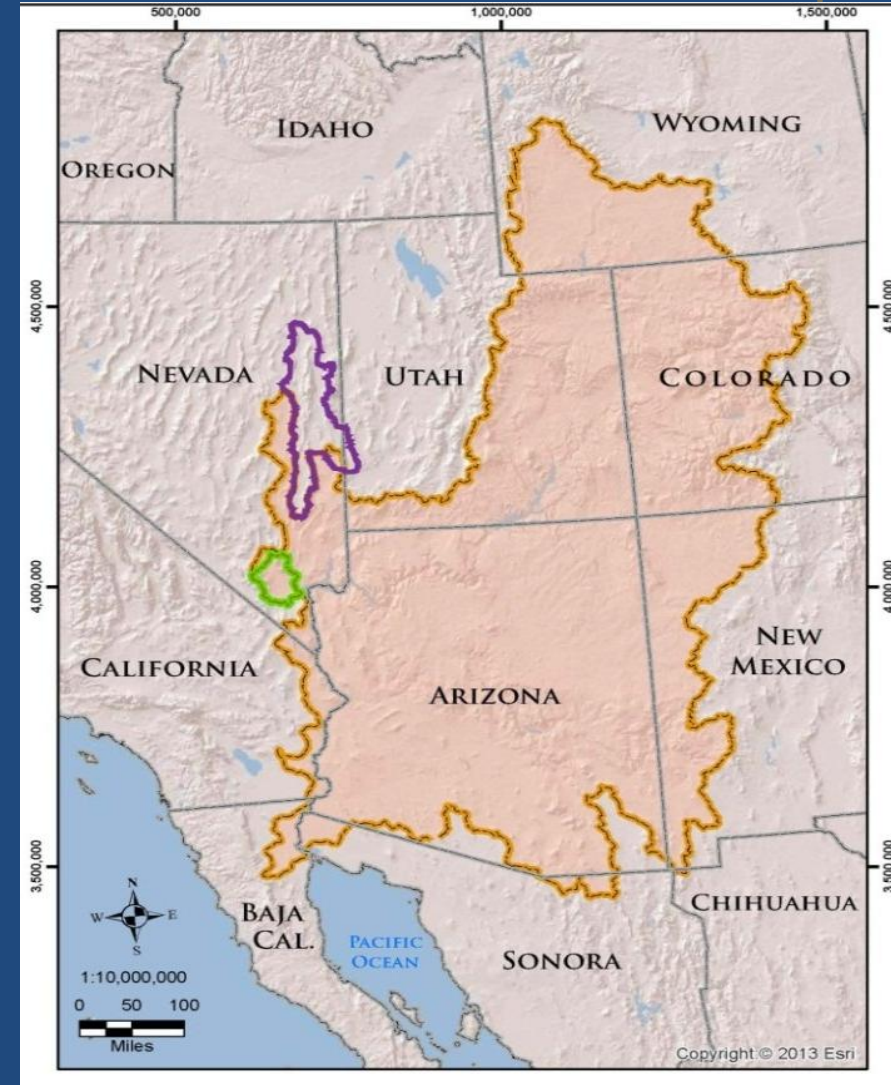 500,000 1,000,000 1,500,000
IDAHO
WYOMING
OREGON
4,500,000
4,500,000
NEVADA
UTAH
COLORADO
4,000,000
4,000,000
CALIFORNIA
ARIZONA
NEW
MEXICO
3,500,000
3,500,000
N
W E
S
BAJA
CAL.
PACIFIC
OCEAN
SONORA
CHIHUAHUA
1:10,000,000
0 50 100
Miles
Copyright:© 2013 Esri